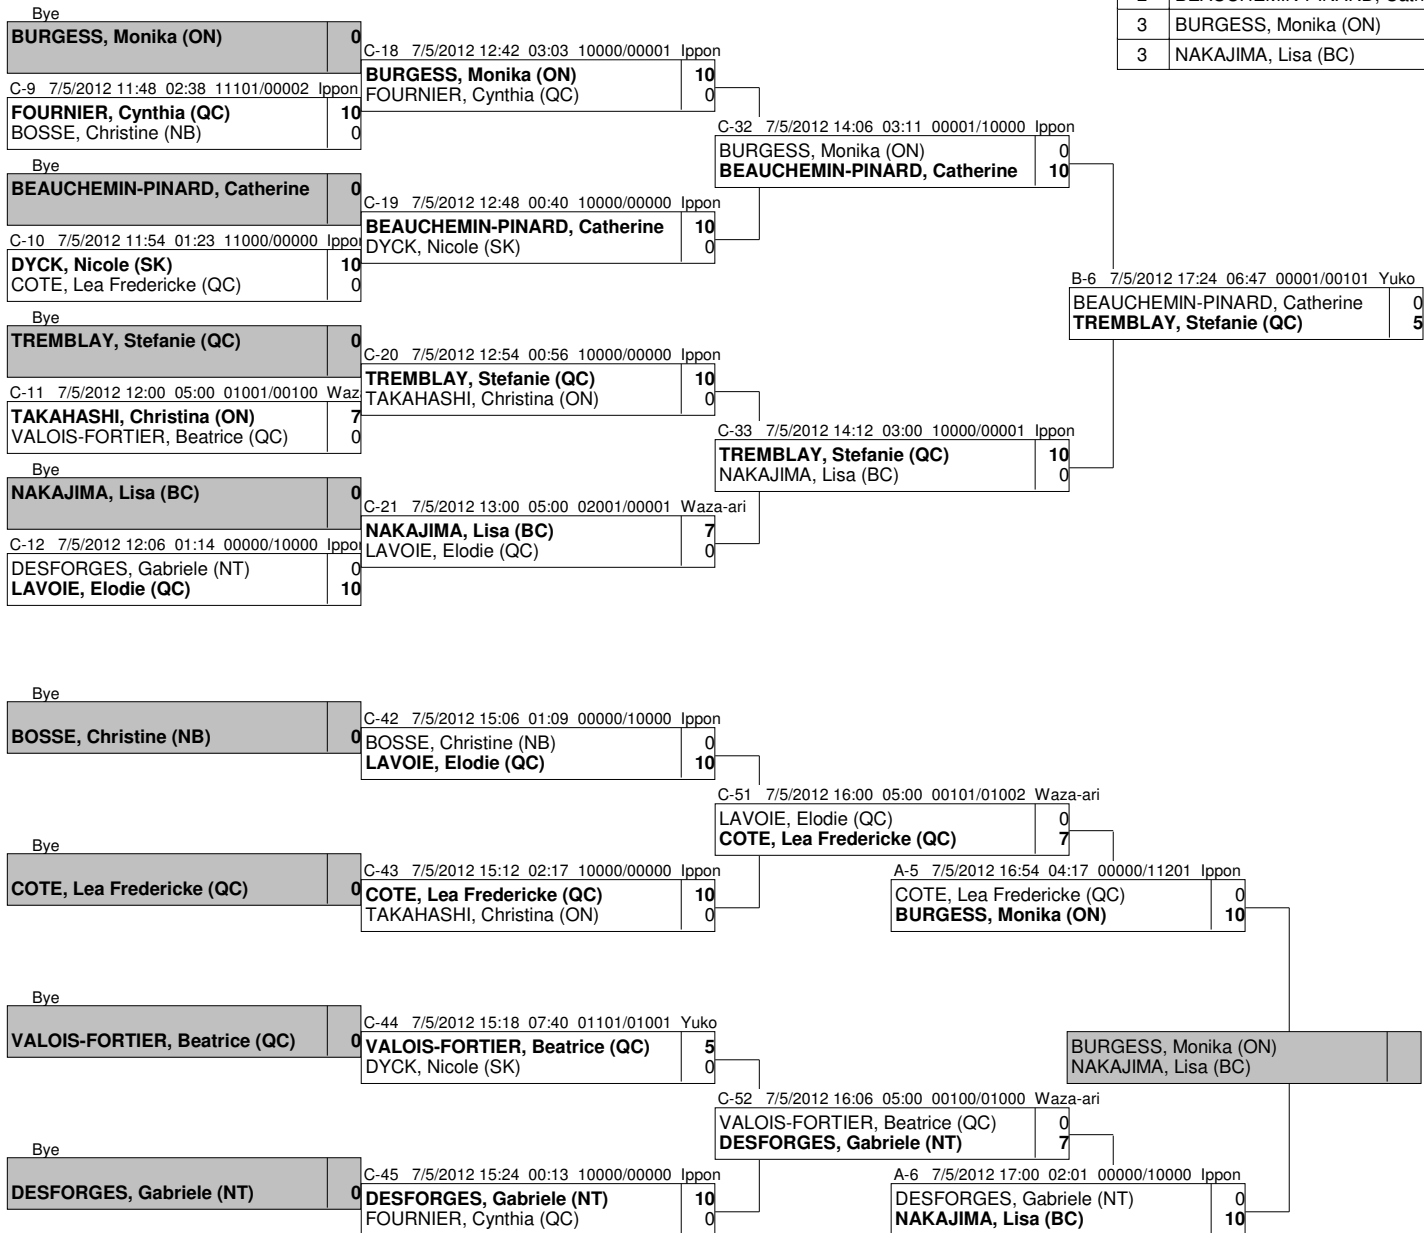 2 BEAUCHEMIN-PINARD, Cath
3 BURGESS, Monika (ON)
3 NAKAJIMA, Lisa (BC)
Bye
BURGESS, Monika (ON) 0
C-9 7/5/2012 11:48 02:38 11101/00002 Ippon
FOURNIER, Cynthia (QC) 10
BOSSE, Christine (NB) 0
Bye
BEAUCHEMIN-PINARD, Catherine 0
C-10 7/5/2012 11:54 01:23 11000/00000 Ippon
DYCK, Nicole (SK) 10
COTE, Lea Fredericke (QC) 0
Bye
TREMBLAY, Stefanie (QC) 0
C-11 7/5/2012 12:00 05:00 01001/00100 Waz
TAKAHASHI, Christina (ON) 7
VALOIS-FORTIER, Beatrice (QC) 0
Bye
NAKAJIMA, Lisa (BC) 0
C-12 7/5/2012 12:06 01:14 00000/10000 Ippon
DESFORGES, Gabriele (NT) 0
LAVOIE, Elodie (QC) 10
C-18 7/5/2012 12:42 03:03 10000/00001 Ippon
BURGESS, Monika (ON) 10
FOURNIER, Cynthia (QC) 0
C-19 7/5/2012 12:48 00:40 10000/00000 Ippon
BEAUCHEMIN-PINARD, Catherine 10
DYCK, Nicole (SK) 0
C-20 7/5/2012 12:54 00:56 10000/00000 Ippon
TREMBLAY, Stefanie (QC) 10
TAKAHASHI, Christina (ON) 0
C-21 7/5/2012 13:00 05:00 02001/00001 Waza-ari
NAKAJIMA, Lisa (BC) 7
LAVOIE, Elodie (QC) 0
C-32 7/5/2012 14:06 03:11 00001/10000 Ippon
BURGESS, Monika (ON) 0
BEAUCHEMIN-PINARD, Catherine 10
C-33 7/5/2012 14:12 03:00 10000/00001 Ippon
TREMBLAY, Stefanie (QC) 10
NAKAJIMA, Lisa (BC) 0
B-6 7/5/2012 17:24 06:47 00001/00101 Yuko
BEAUCHEMIN-PINARD, Catherine 0
TREMBLAY, Stefanie (QC) 5
Bye
BOSSE, Christine (NB) 0
Bye
COTE, Lea Fredericke (QC) 0
Bye
VALOIS-FORTIER, Beatrice (QC) 0
Bye
DESFORGES, Gabriele (NT) 0
C-42 7/5/2012 15:06 01:09 00000/10000 Ippon
BOSSE, Christine (NB) 0
LAVOIE, Elodie (QC) 10
C-43 7/5/2012 15:12 02:17 10000/00000 Ippon
COTE, Lea Fredericke (QC) 10
TAKAHASHI, Christina (ON) 0
C-44 7/5/2012 15:18 07:40 01101/01001 Yuko
VALOIS-FORTIER, Beatrice (QC) 5
DYCK, Nicole (SK) 0
C-45 7/5/2012 15:24 00:13 10000/00000 Ippon
DESFORGES, Gabriele (NT) 10
FOURNIER, Cynthia (QC) 0
C-51 7/5/2012 16:00 05:00 00101/01002 Waza-ari
LAVOIE, Elodie (QC) 0
COTE, Lea Fredericke (QC) 7
C-52 7/5/2012 16:06 05:00 00100/01000 Waza-ari
VALOIS-FORTIER, Beatrice (QC) 0
DESFORGES, Gabriele (NT) 7
A-5 7/5/2012 16:54 04:17 00000/11201 Ippon
COTE, Lea Fredericke (QC) 0
BURGESS, Monika (ON) 10
A-6 7/5/2012 17:00 02:01 00000/10000 Ippon
DESFORGES, Gabriele (NT) 0
NAKAJIMA, Lisa (BC) 10
BURGESS, Monika (ON)
NAKAJIMA, Lisa (BC)